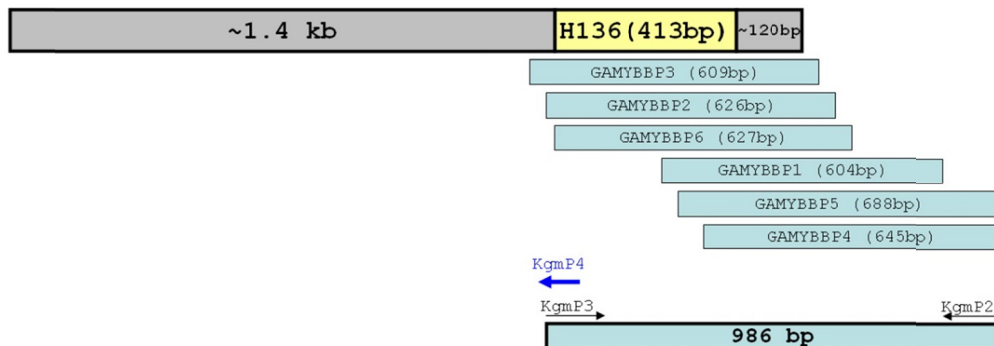 ~1.4 kb H136(413bp) ~120bp
GAMYBBP3 (609bp)
GAMYBBP2 (626bp)
GAMYBBP6 (627bp)
GAMYBBP1 (604bp)
GAMYBBP5 (688bp)
GAMYBBP4 (645bp)
KgmP4
KgmP3 KgmP2
986 bp